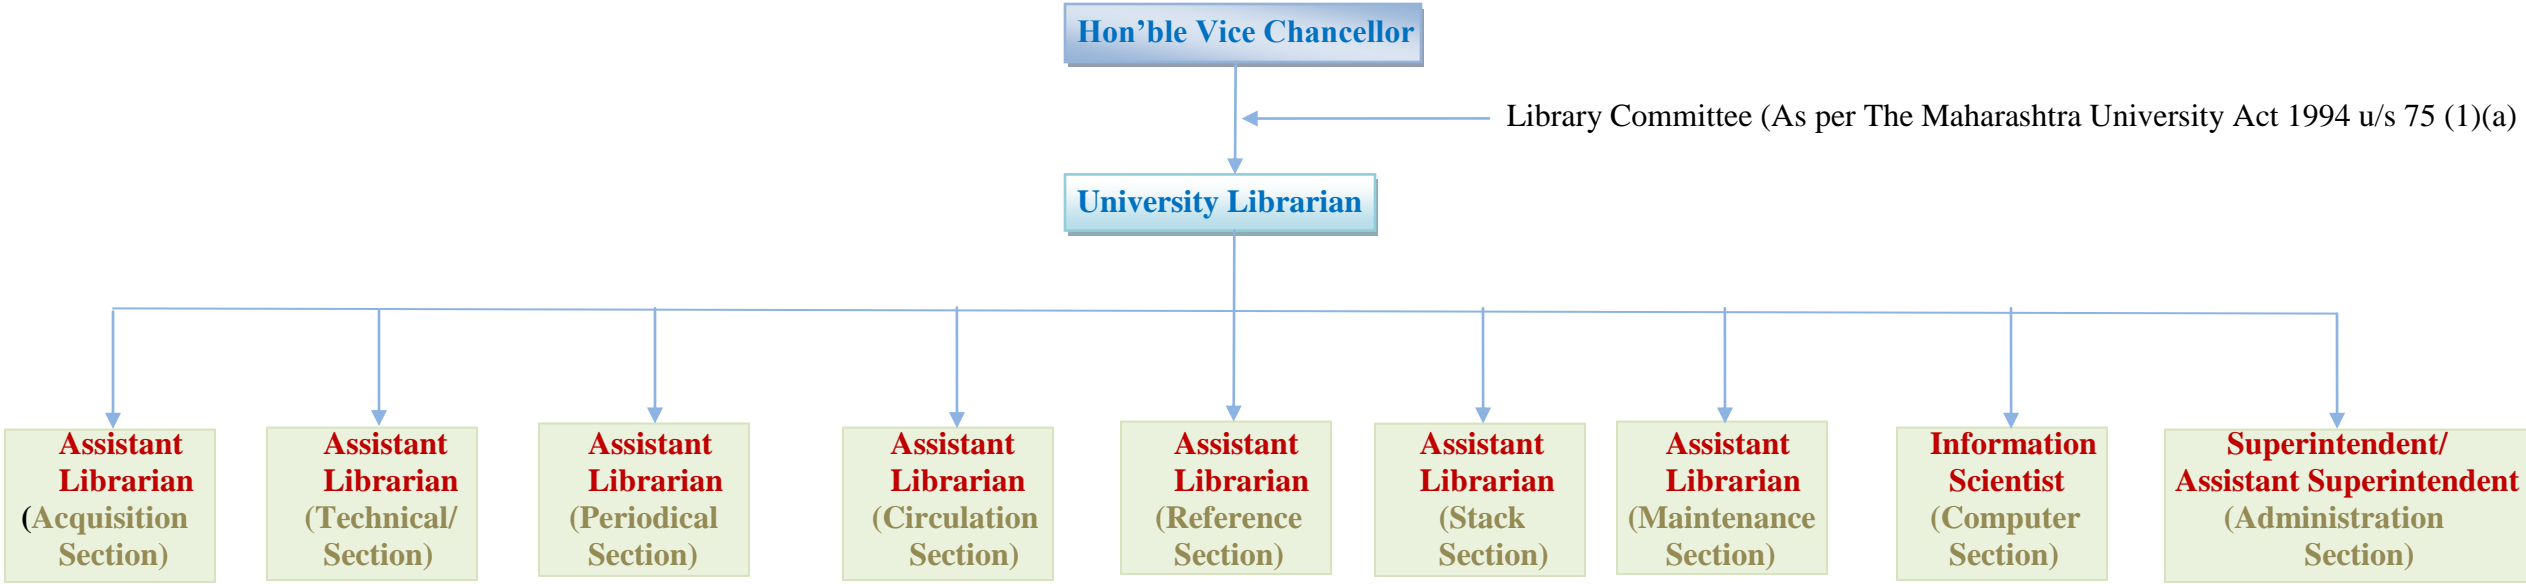 Hon’ble Vice Chancellor
Library Committee (As per The Maharashtra University Act 1994 u/s 75 (1)(a)
University Librarian
Assistant
Librarian
(Acquisition
Section)
Assistant
Librarian
(Technical/
Section)
Assistant
Librarian
(Periodical
Section)
Assistant
Librarian
(Circulation
Section)
Assistant
Librarian
(Reference
Section)
Assistant
Librarian
(Stack
Section)
Assistant
Librarian
(Maintenance
Section)
Information
Scientist
(Computer
Section)
Superintendent/
Assistant Superintendent
(Administration
Section)